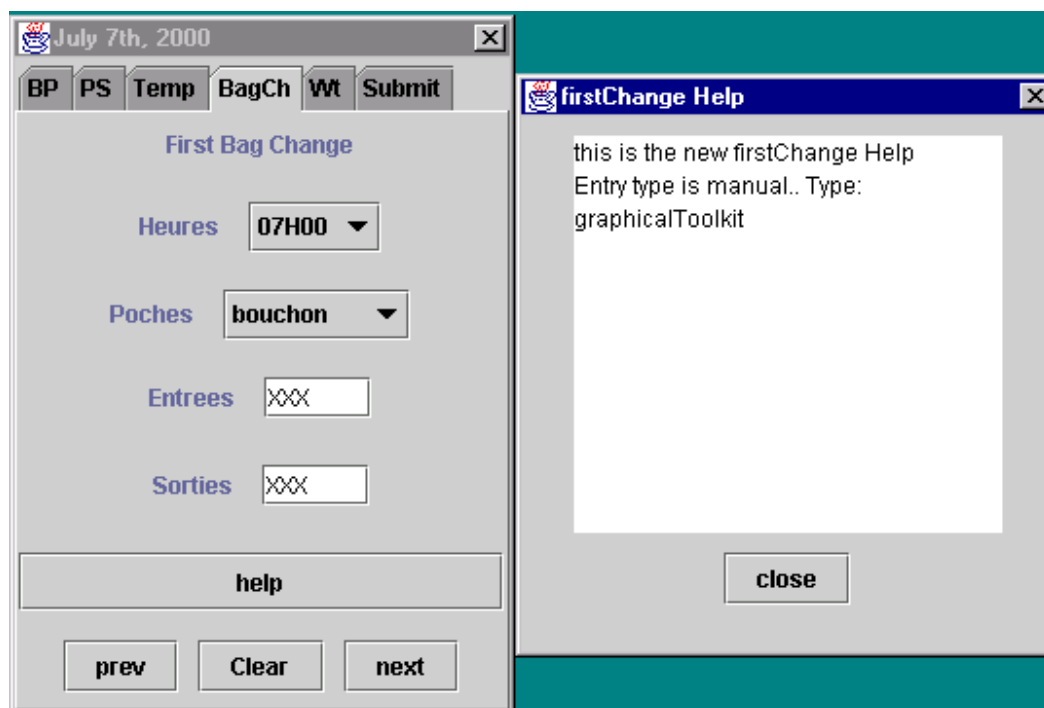 July 7th, 2000
BP PS Temp BagCh Wt Submit
First Bag Change
Heures 07H00
Poches bouchon
Entrees XXX
Sorties XXX
help
prev Clear next
firstChange Help
this is the new firstChange Help
Entry type is manual.. Type:
graphicalToolkit
close